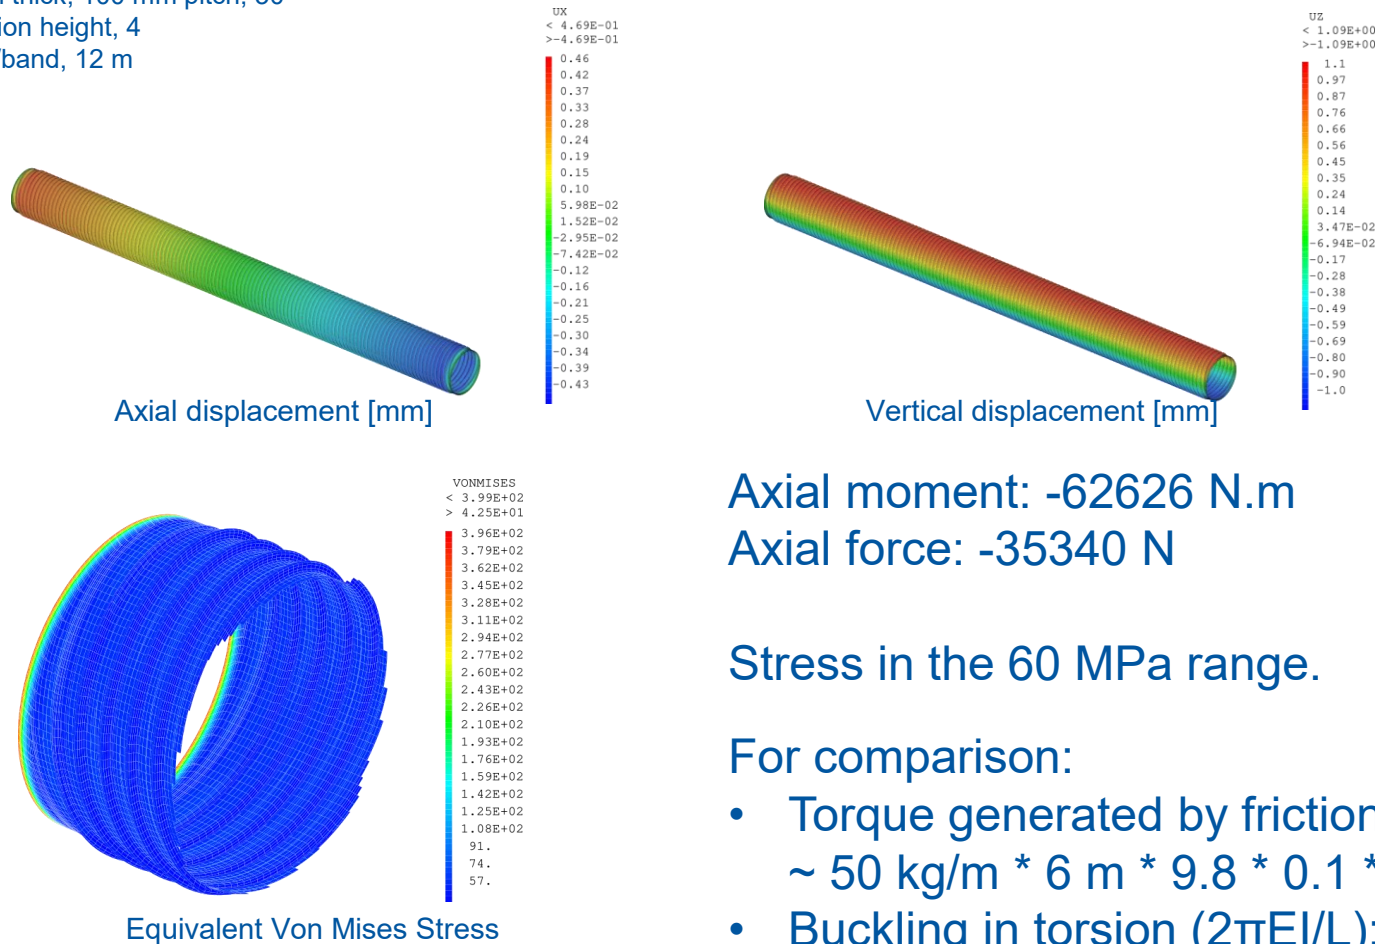 thick, 100 mm pitch, 
ion height, 4
/band, 12 m
UX
< 4.69E-01
>-4.69E-01
0.46
0.42
0.37
0.33
0.28
0.24
0.19
0.15
0.10
5.98E-02
1.52E-02
-2.95E-02
-7.42E-02
-0.12
-0.16
-0.21
-0.25
-0.30
-0.34
-0.39
-0.43
Axial displacement [mm]
UZ
< 1.09E+00
>-1.09E+00
1.1
0.97
0.87
0.76
0.66
0.56
0.45
0.35
0.24
0.14
3.47E-02
-6.94E-02
-0.17
-0.28
-0.38
-0.49
-0.59
-0.69
-0.80
-0.90
-1.0
Vertical displacement [mm]
VONMISES
< 3.99E+02
> 4.25E+01
3.96E+02
3.79E+02
3.62E+02
3.45E+02
3.28E+02
3.11E+02
2.94E+02
2.77E+02
2.60E+02
2.43E+02
2.26E+02
2.10E+02
1.93E+02
1.76E+02
1.59E+02
1.42E+02
1.25E+02
1.08E+02
91.
74.
57.
Equivalent Von Mises Stress
Axial moment: -62626 N.m
Axial force: -35340 N
Stress in the 60 MPa range.
For comparison:
• Torque generated by friction
~ 50 kg/m * 6 m * 9.8 * 0.1 *
• Buckling in torsion (2πEI/L):